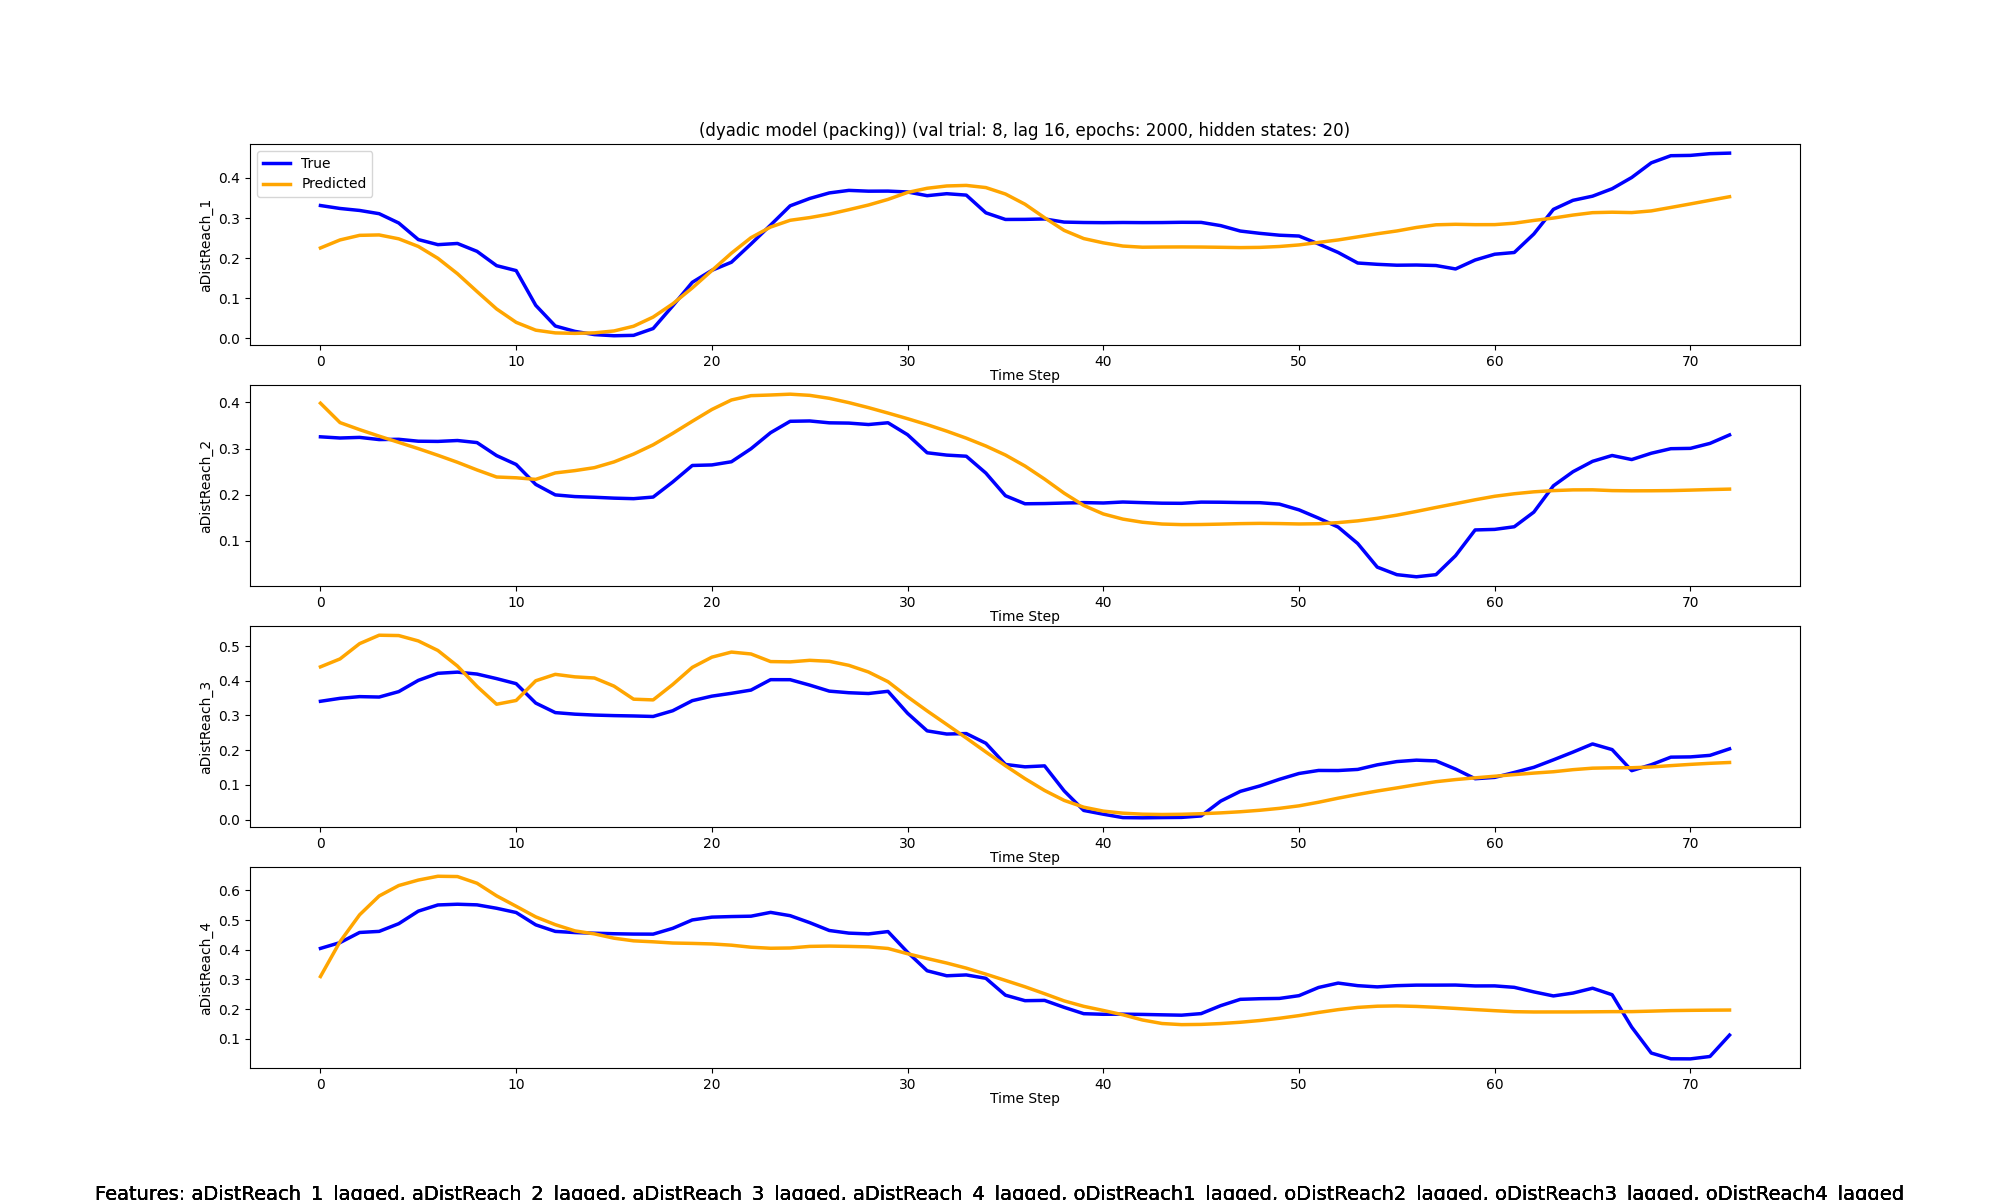 (dyadic model (packing)) (val trial: 8, lag 16, epochs: 2000, hidden states: 20)
True
Predicted
aDistReach_1
0.4
0.3
0.2
0.1
0.0
0 10 20 30 40 50 60 70
Time Step
aDistReach_2
0.4
0.3
0.2
0.1
0 10 20 30 40 50 60 70
Time Step
aDistReach_3
0.5
0.4
0.3
0.2
0.1
0.0
0 10 20 30 40 50 60 70
Time Step
aDistReach_4
0.6
0.5
0.4
0.3
0.2
0.1
0 10 20 30 40 50 60 70
Time Step
Features: aDistReach_1_lagged, aDistReach_2_lagged, aDistReach_3_lagged, aDistReach_4_lagged, oDistReach1_lagged, oDistReach2_lagged, oDistReach3_lagged, oDistReach4_lagged